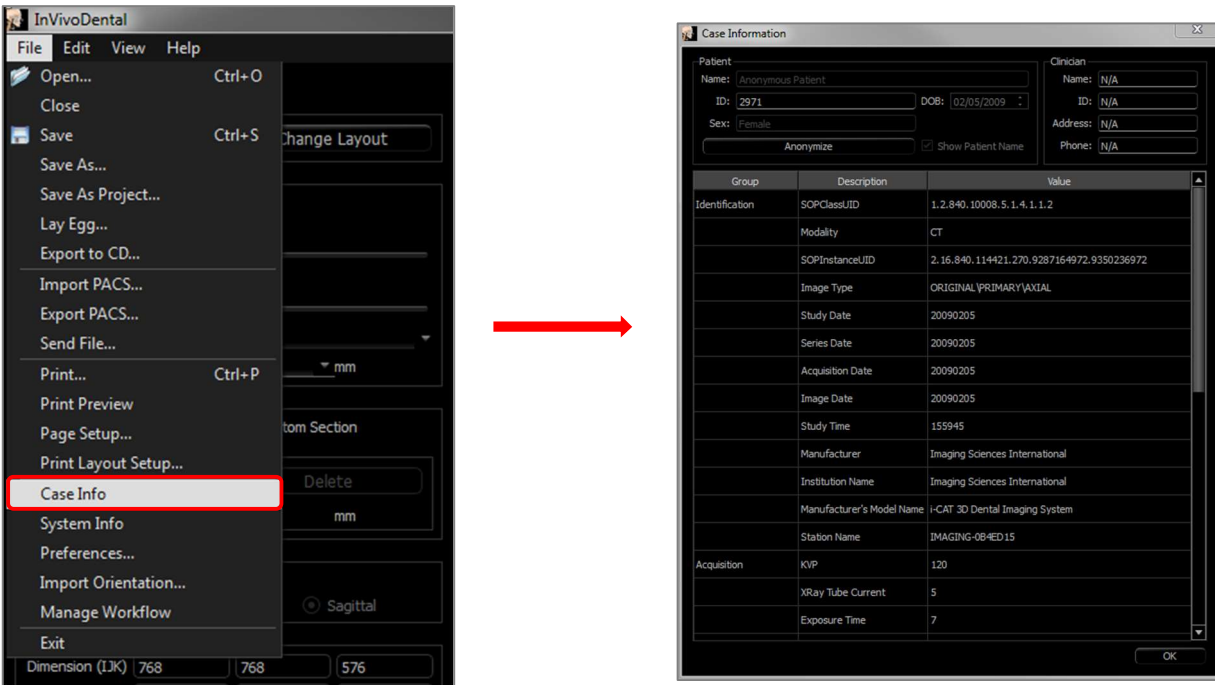 InVivoDental
File Edit View Help
Open... Ctrl+O
Close
Save Ctrl+S
Change Layout
Save As...
Save As Project...
Lay Egg...
Export to CD...
Import PACS...
Export PACS...
Send File...
mm
Print... Ctrl+P
Print Preview
Page Setup...
tom Section
Print Layout Setup...
Delete
Case Info
mm
System Info
Preferences...
Import Orientation...
Sagittal
Manage Workflow
Exit
Dimension (IJK) 768 768 576
Case Information
Patient
Name: Anonymous Patient
ID: 2971 DOB: 02/05/2009
Sex: Female
Anonymize Show Patient Name
Clinician
Name: N/A
ID: N/A
Address: N/A
Phone: N/A
Group Description Value
Identification SOPClassUID 1.2.840.10008.5.1.4.1.1.2
Modality CT
SOPInstanceUID 2.16.840.114421.270.9287164972.9350236972
Image Type ORIGINAL\PRIMARY\AXIAL
Study Date 20090205
Series Date 20090205
Acquisition Date 20090205
Image Date 20090205
Study Time 155945
Manufacturer Imaging Sciences International
Institution Name Imaging Sciences International
Manufacturer's Model Name i-CAT 3D Dental Imaging System
Station Name IMAGING-0B4ED15
Acquisition KVP 120
XRay Tube Current 5
Exposure Time 7
OK